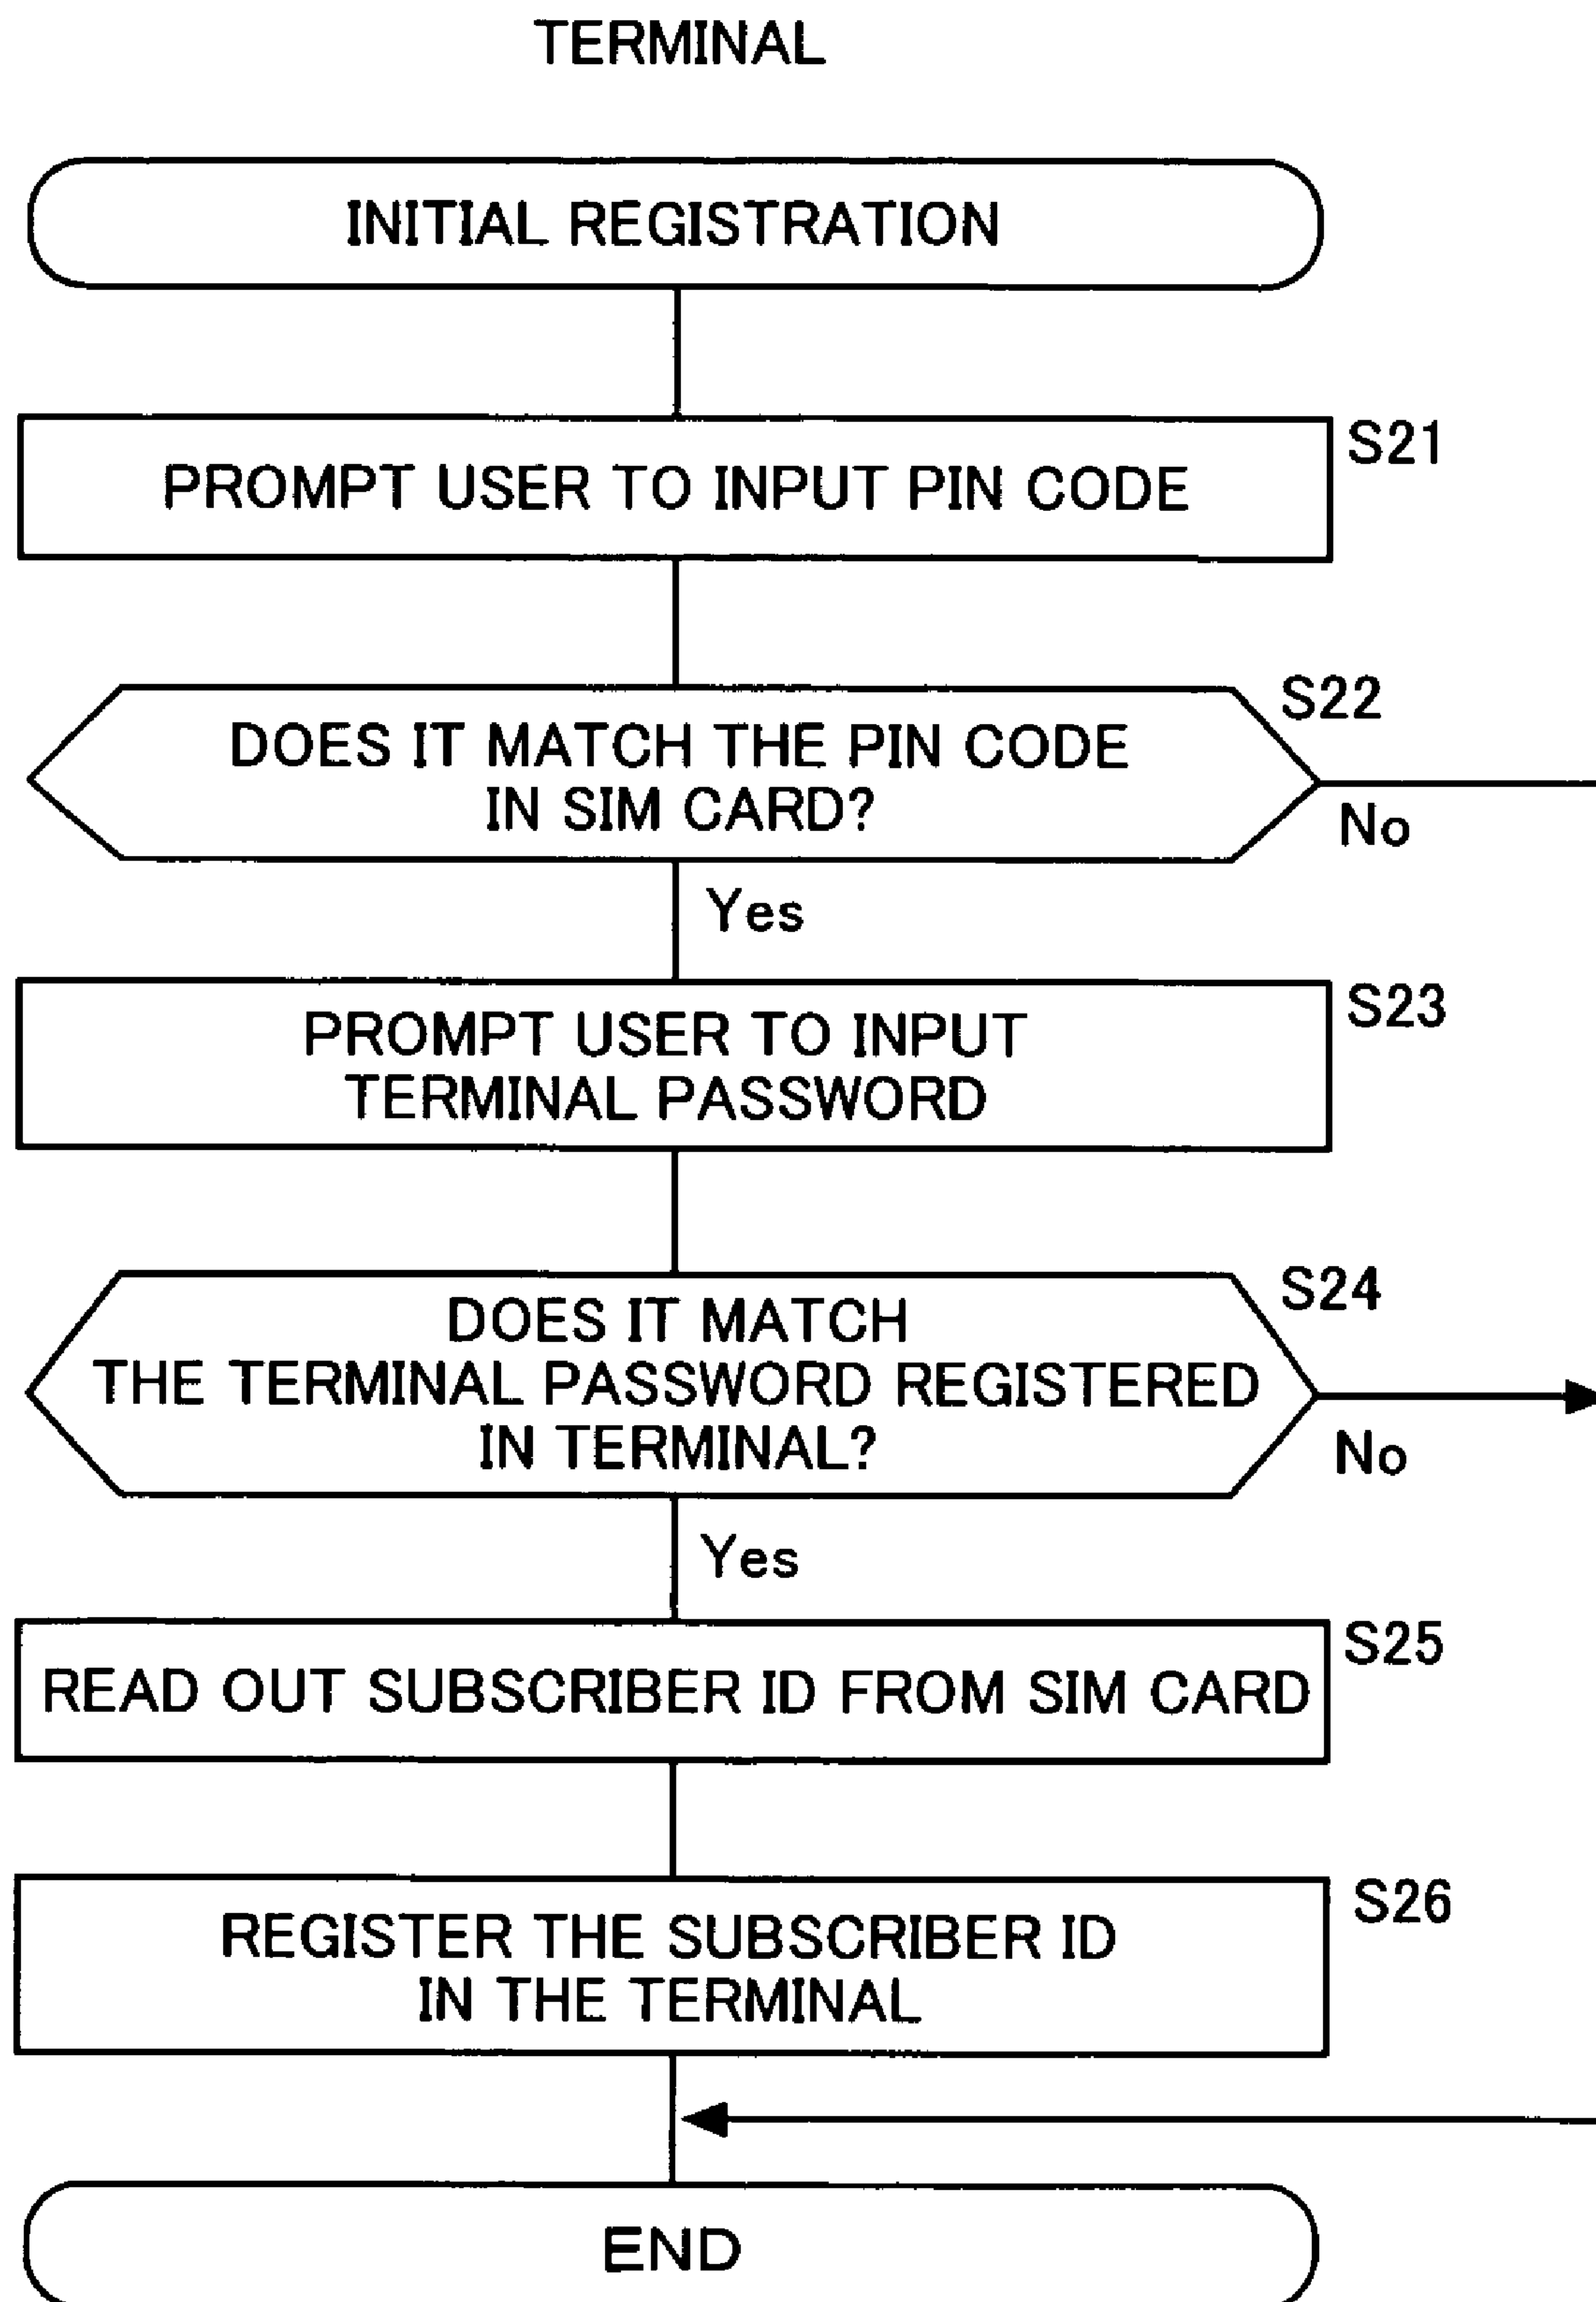 TERMINAL
INITIAL REGISTRATION
S21
PROMPT USER TO INPUT PIN CODE
S22
DOES IT MATCH THE PIN CODE
IN SIM CARD?
No
Yes
S23
PROMPT USER TO INPUT
TERMINAL PASSWORD
S24
DOES IT MATCH
THE TERMINAL PASSWORD REGISTERED
IN TERMINAL?
No
Yes
S25
READ OUT SUBSCRIBER ID FROM SIM CARD
S26
REGISTER THE SUBSCRIBER ID
IN THE TERMINAL
END